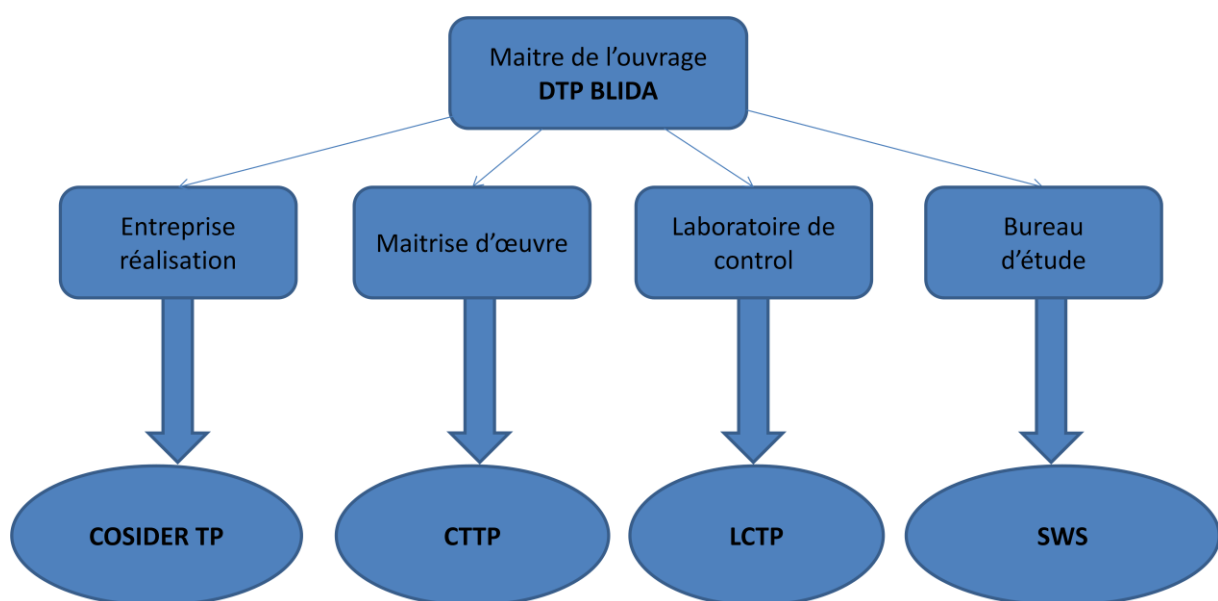 Maitre de l’ouvrage
DTP BLIDA
Entreprise
réalisation
Maitrise d’œuvre
Laboratoire de
control
Bureau
d’étude
COSIDER TP
CTTP
LCTP
SWS